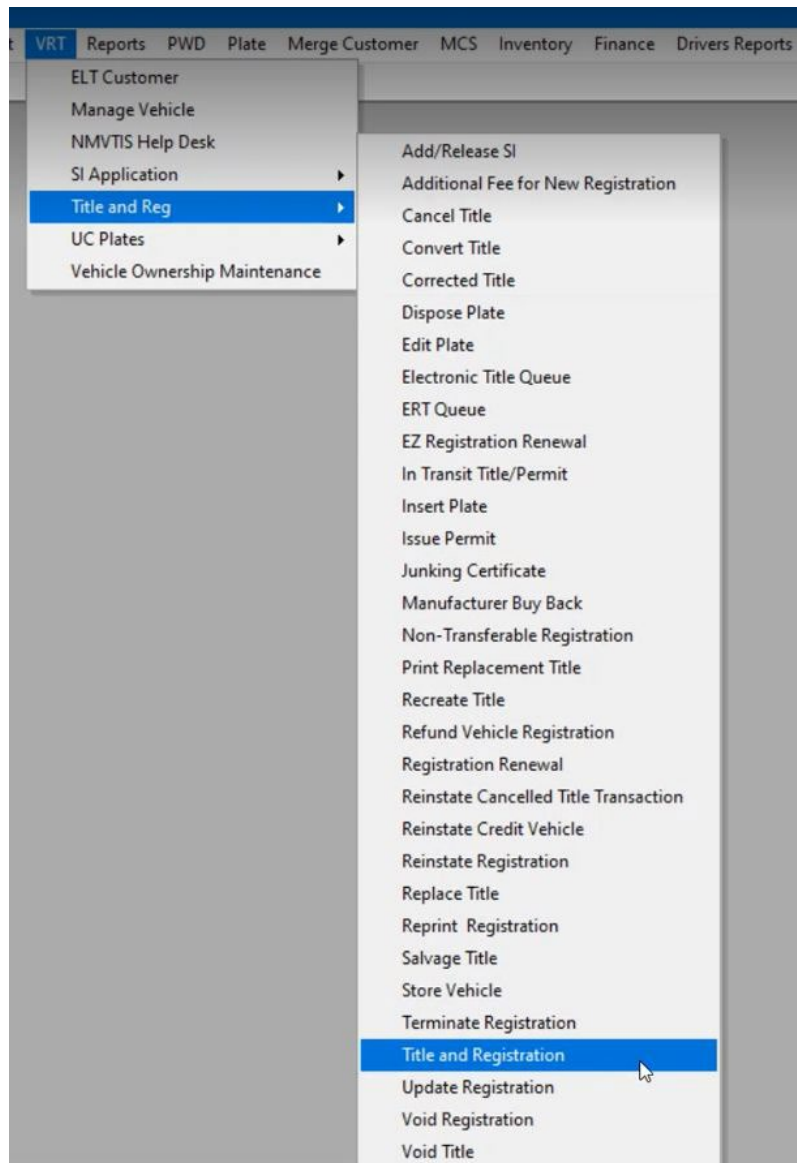 t VRT Reports PWD Plate Merge Customer MCS Inventory Finance Drivers Reports
ELT Customer
Manage Vehicle
NMVTIS Help Desk
SI Application
Title and Reg
UC Plates
Vehicle Ownership Maintenance
Add/Release SI
Additional Fee for New Registration
Cancel Title
Convert Title
Corrected Title
Dispose Plate
Edit Plate
Electronic Title Queue
ERT Queue
EZ Registration Renewal
In Transit Title/Permit
Insert Plate
Issue Permit
Junking Certificate
Manufacturer Buy Back
Non-Transferable Registration
Print Replacement Title
Recreate Title
Refund Vehicle Registration
Registration Renewal
Reinstate Cancelled Title Transaction
Reinstate Credit Vehicle
Reinstate Registration
Replace Title
Reprint Registration
Salvage Title
Store Vehicle
Terminate Registration
Title and Registration
Update Registration
Void Registration
Void Title